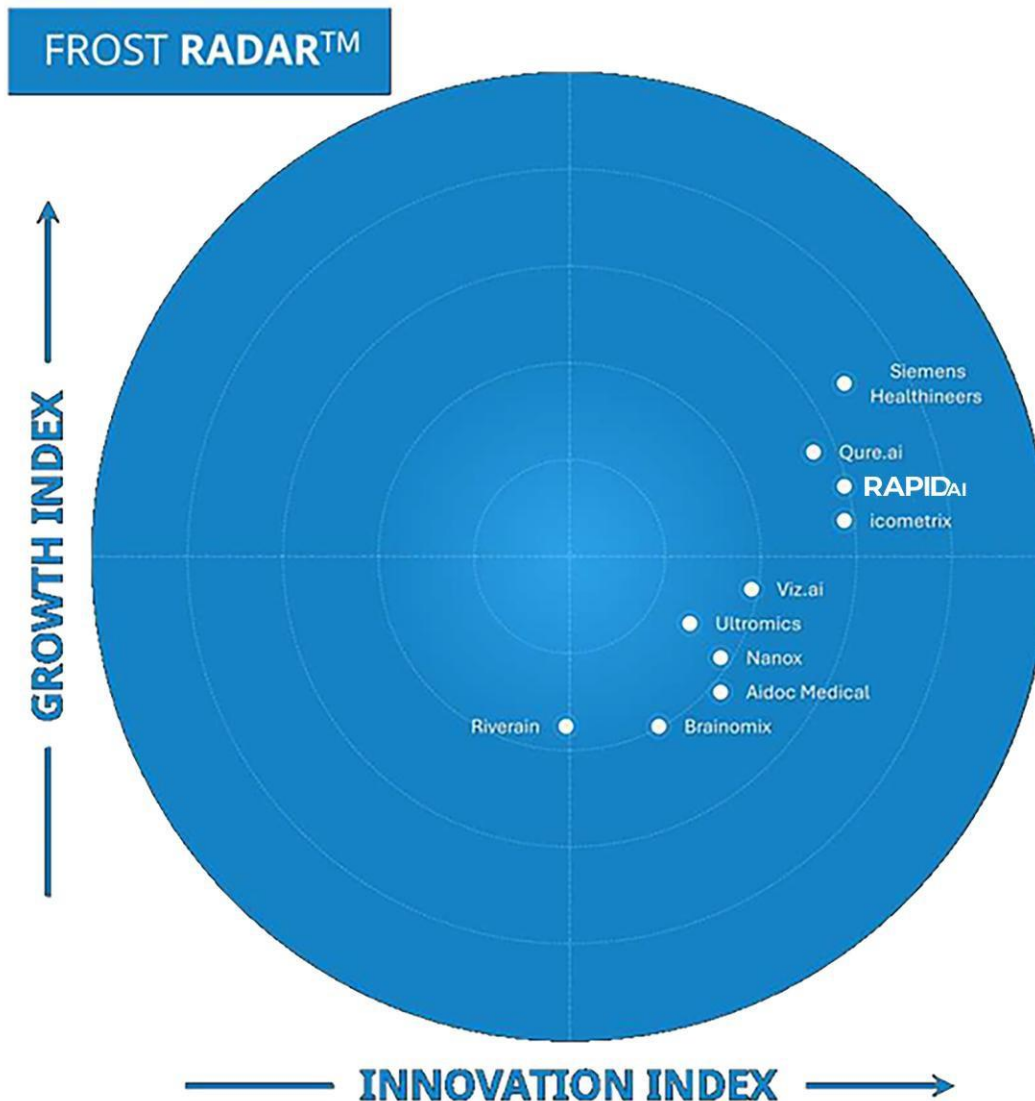 FROST RADAR™
GROWTH INDEX
Siemens
Healthineers
Qure.ai
RAPIDAI
icometrix
Viz.ai
Ultromics
Nanox
Aidoc Medical
Riverain
Brainomix
INNOVATION INDEX